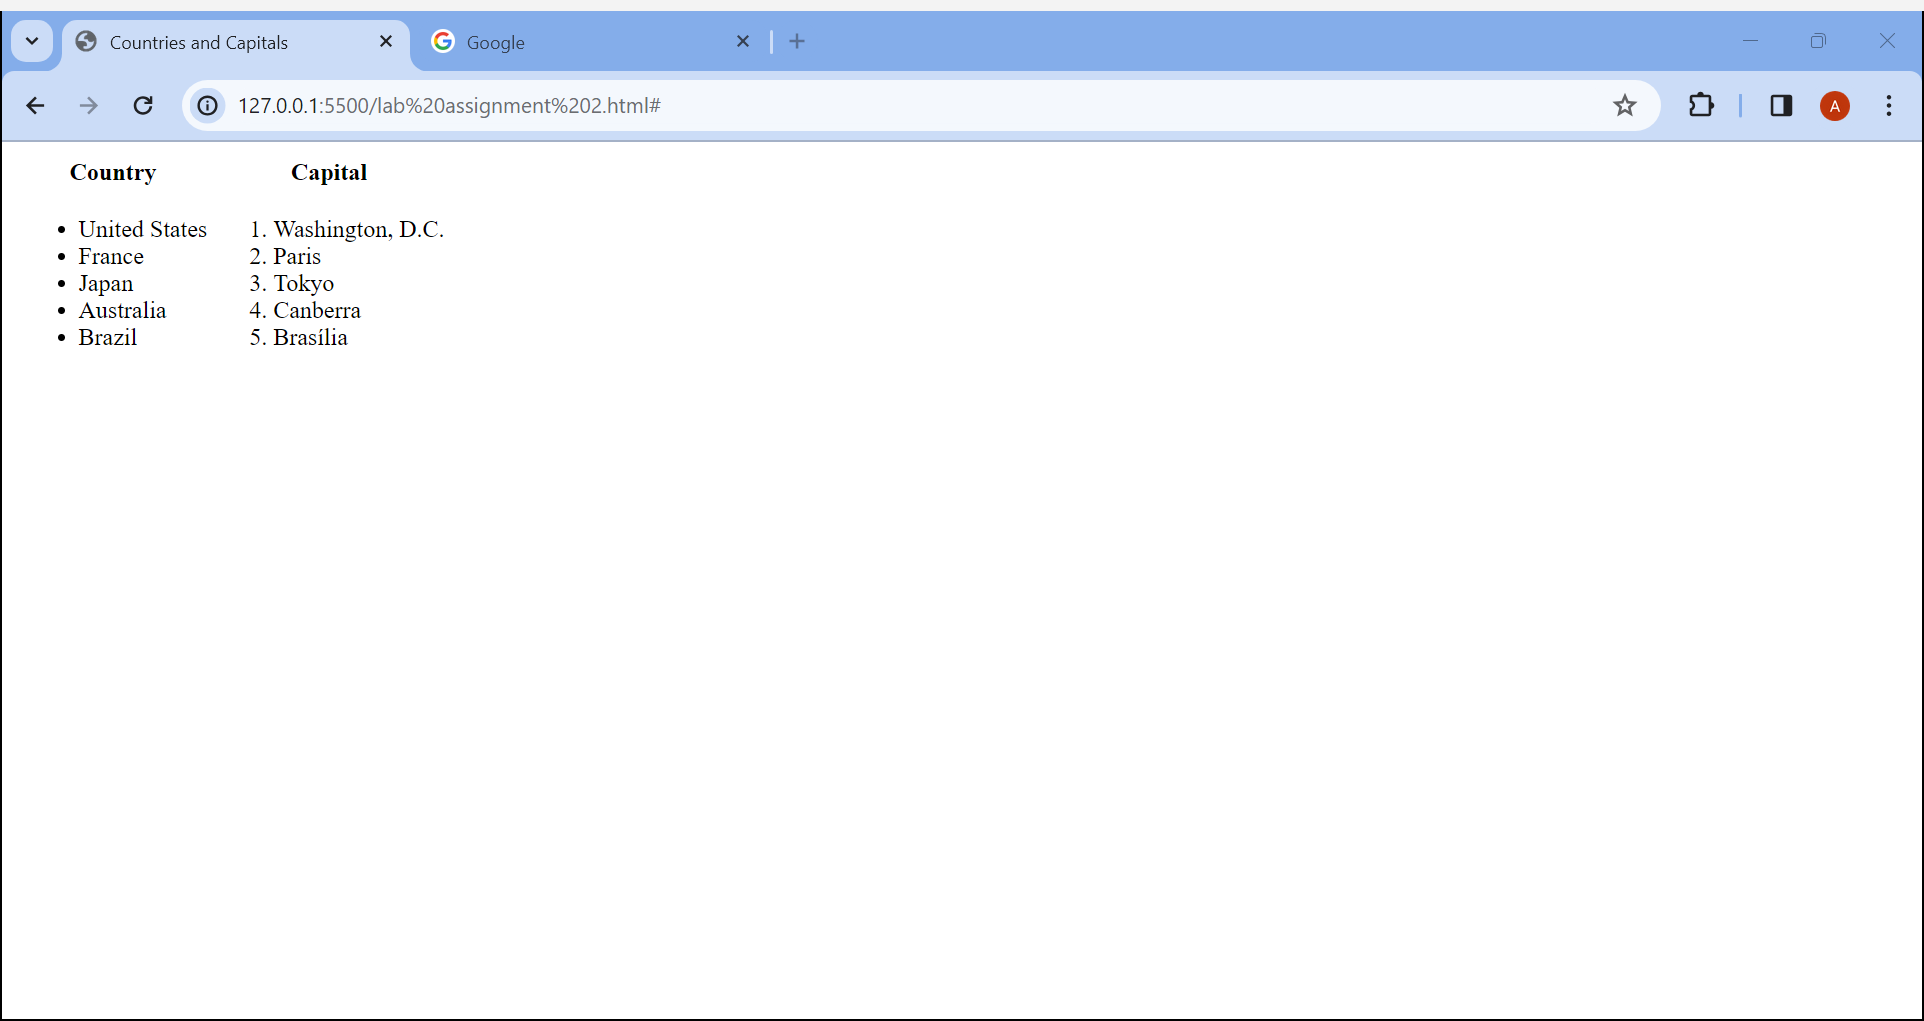 Countries and Capitals
Google
127.0.0.1:5500/lab%20assignment%202.html#
A
Country Capital
• United States 1. Washington, D.C.
• France 2. Paris
• Japan 3. Tokyo
• Australia 4. Canberra
• Brazil 5. Brasília